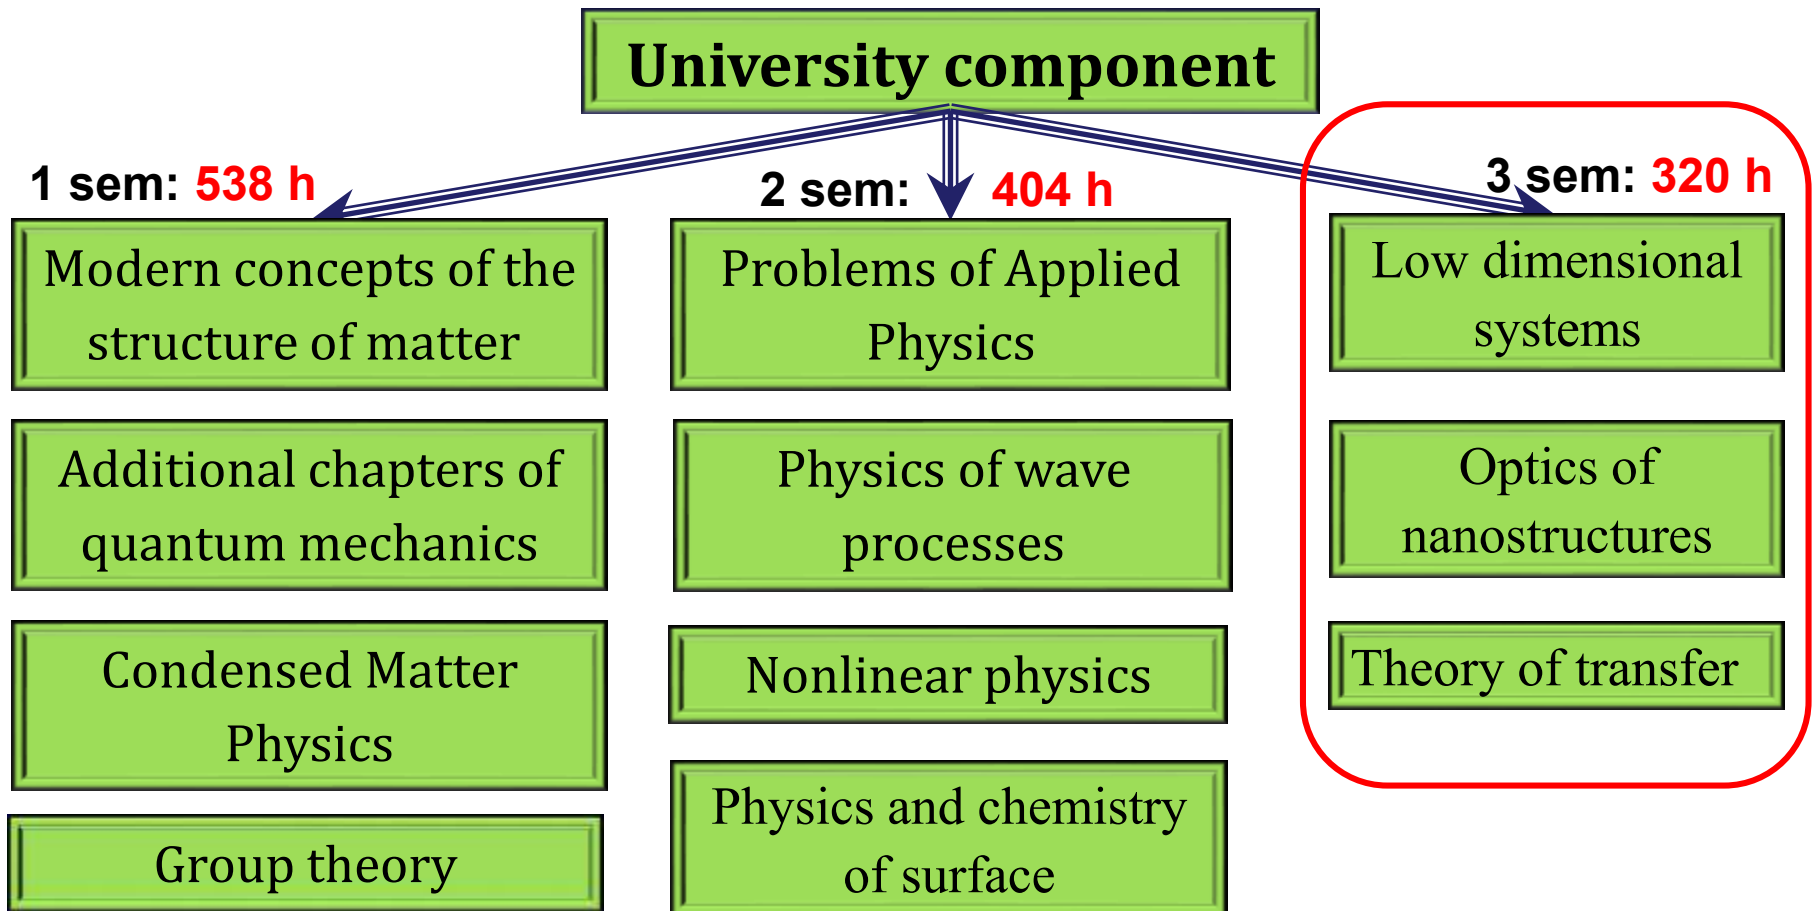 University component
1 sem: 538 h
Modern concepts of the
structure of matter
Additional chapters of
quantum mechanics
Condensed Matter
Physics
Group theory
2 sem: 404 h
Problems of Applied
Physics
Physics of wave
processes
Nonlinear physics
Physics and chemistry
of surface
3 sem: 320 h
Low dimensional
systems
Optics of
nanostructures
Theory of transfer